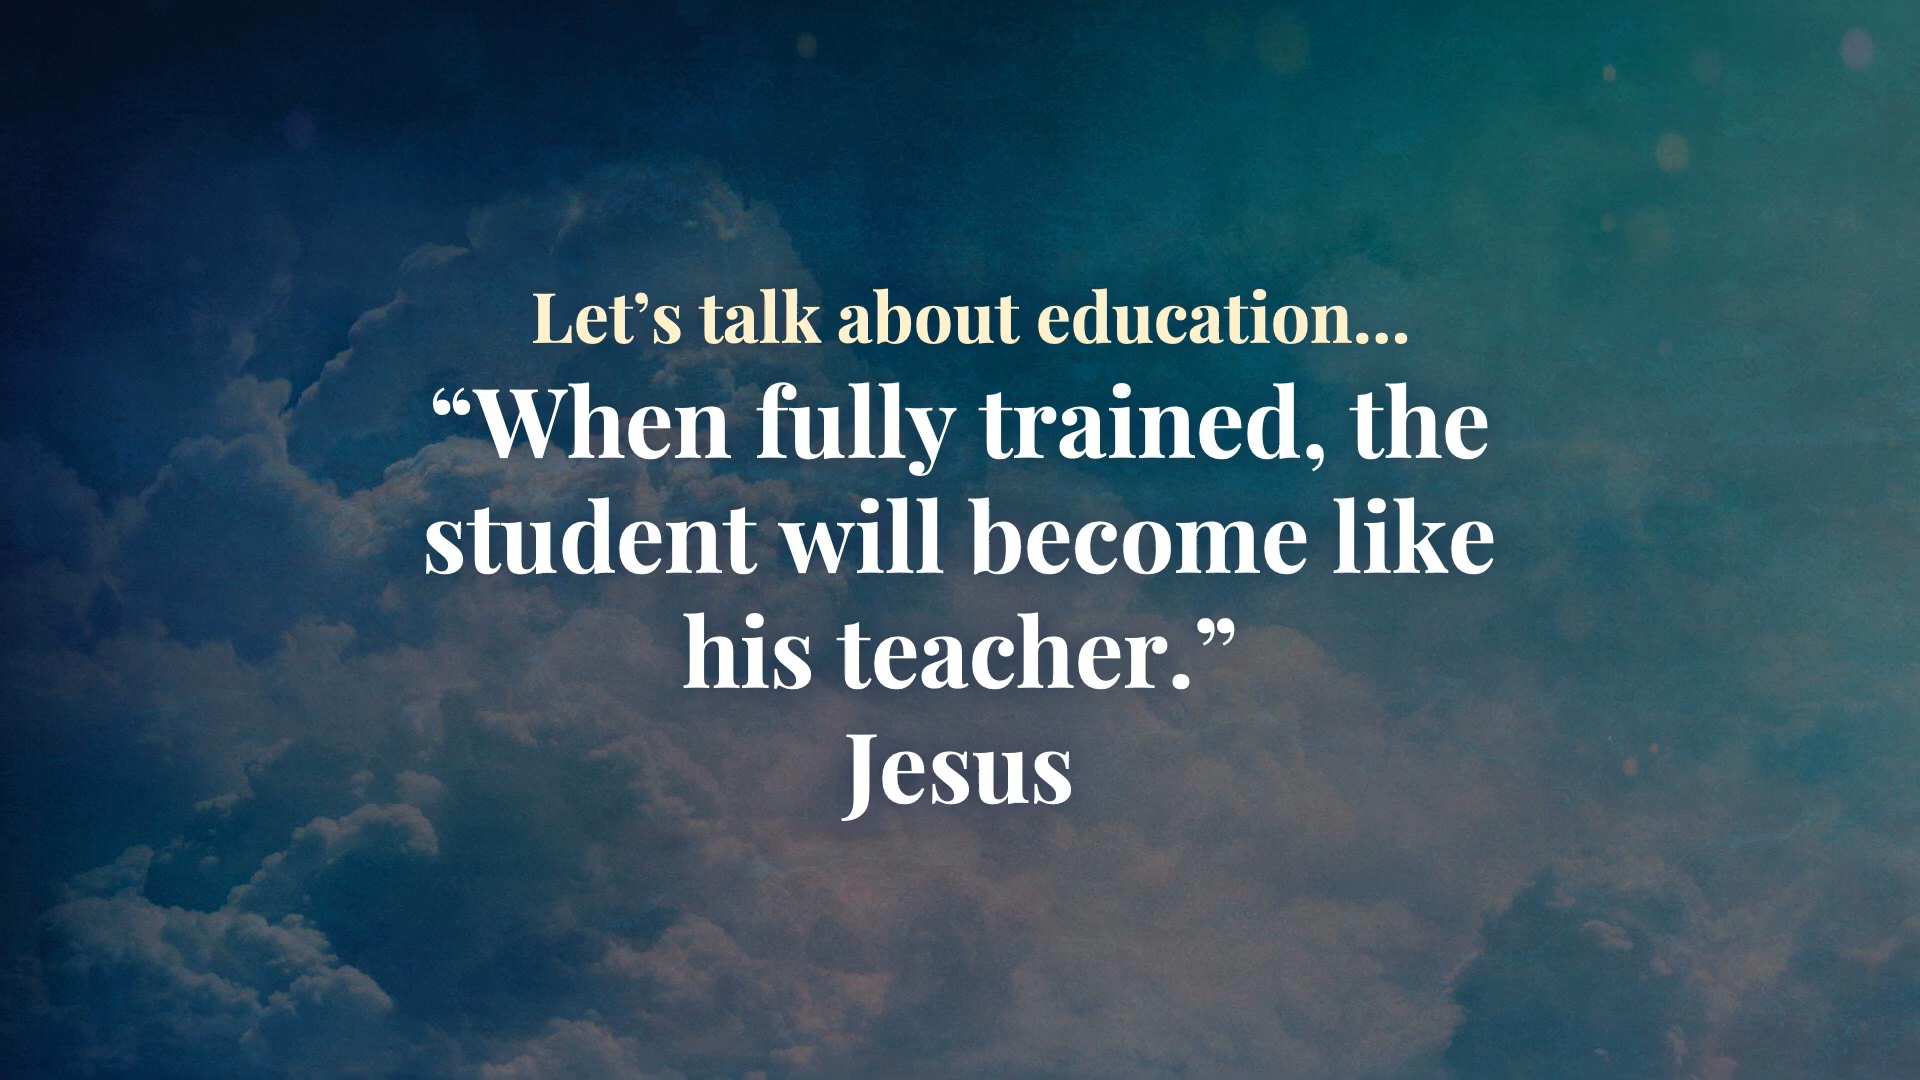 Let’s talk about education...
“When fully trained, the
student will become like
his teacher.”
Jesus